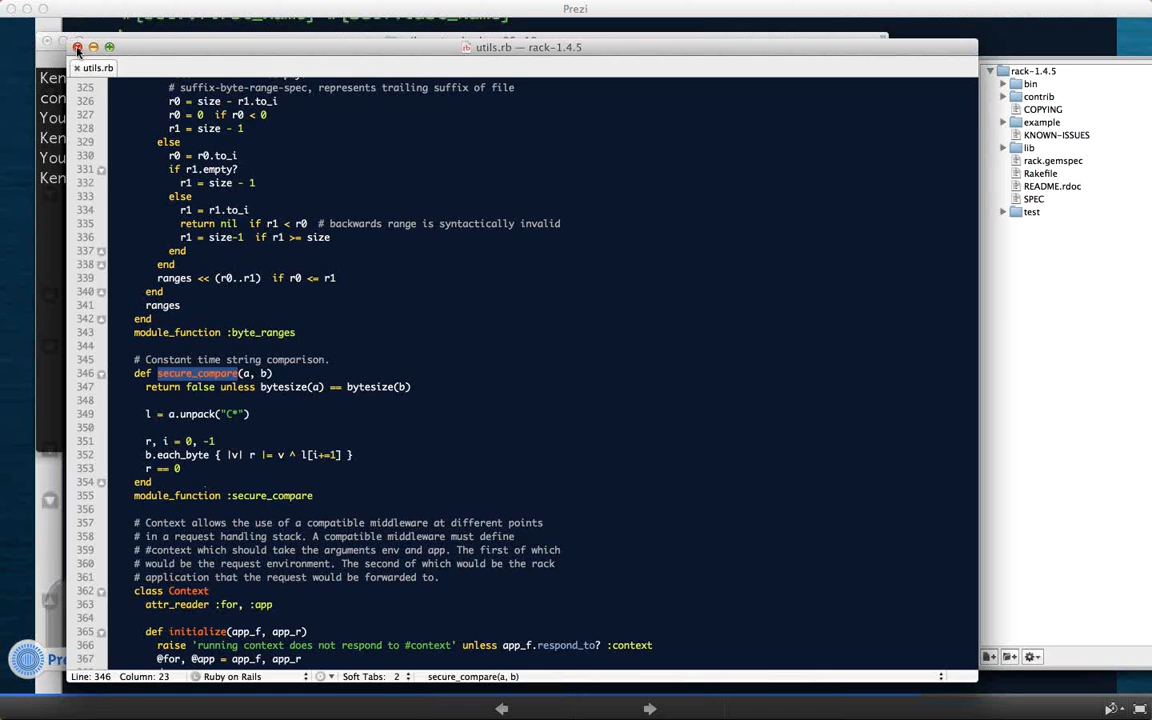 Prezi
utils.rb — rack-1.4.5
utils.rb
Ken
con
You
Ken
You
Ken
325 # suffix-byte-range-spec, represents trailing suffix of file
326 r0 = size - r1.to_i
327 r0 = 0 if r0 < 0
328 r1 = size - 1
329 else
330 r0 = r0.to_i
331 if r1.empty?
332 r1 = size - 1
333 else
334 r1 = r1.to_i
335 return nil if r1 < r0 # backwards range is syntactically invalid
336 r1 = size-1 if r1 >= size
337 end
338 end
339 ranges << (r0..r1) if r0 <= r1
340 end
341 ranges
342 end
343 module_function :byte_ranges
344
345 # Constant time string comparison.
346 def secure_compare(a, b)
347 return false unless bytesize(a) == bytesize(b)
348
349 l = a.unpack("C*")
350
351 r, i = 0, -1
352 b.each_byte { |v| r |= v ^ l[i+=1] }
353 r == 0
354 end
355 module_function :secure_compare
356
357 # Context allows the use of a compatible middleware at different points
358 # in a request handling stack. A compatible middleware must define
359 # #context which should take the arguments env and app. The first of which
360 # would be the request environment. The second of which would be the rack
361 # application that the request would be forwarded to.
362 class Context
363 attr_reader :for, :app
364
365 def initialize(app_f, app_r)
366 raise 'running context does not respond to #context' unless app_f.respond_to? :context
367 @for, @app = app_f, app_r
Line: 346 Column: 23 Ruby on Rails Soft Tabs: 2 secure_compare(a, b)
rack-1.4.5
bin
contrib
COPYING
example
KNOWN-ISSUES
lib
rack.gemspec
Rakefile
README.rdoc
SPEC
test
Pre